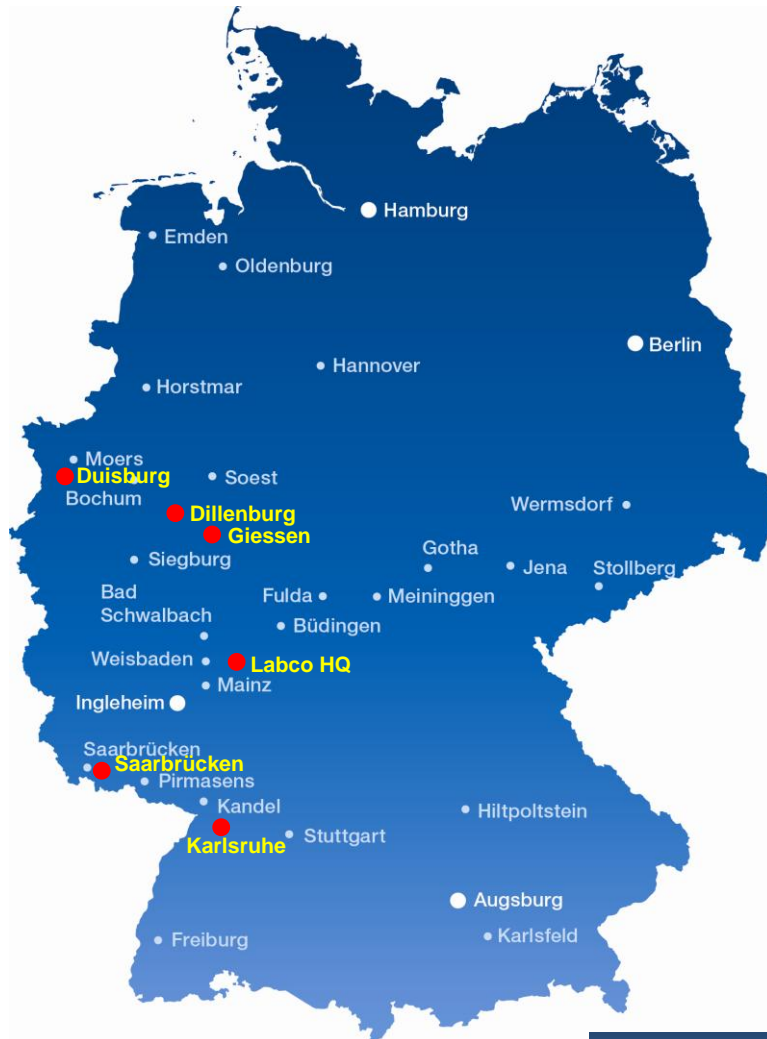 Hamburg
Emden
Oldenburg
Berlin
Hannover
Horstmar
Moers
Duisburg
Soest
Bochum
Wermsdorf
Dillenburg
Giessen
Gotha
Siegburg
Jena
Stollberg
Bad
Schwalbach
Fulda
Meininggen
Büdingen
Weisbaden
Labco HQ
Mainz
Ingleheim
Saarbrücken
Saarbrücken
Pirmasens
Kandel
Hiltpoltstein
Karlsruhe
Stuttgart
Augsburg
Freiburg
Karlsfeld